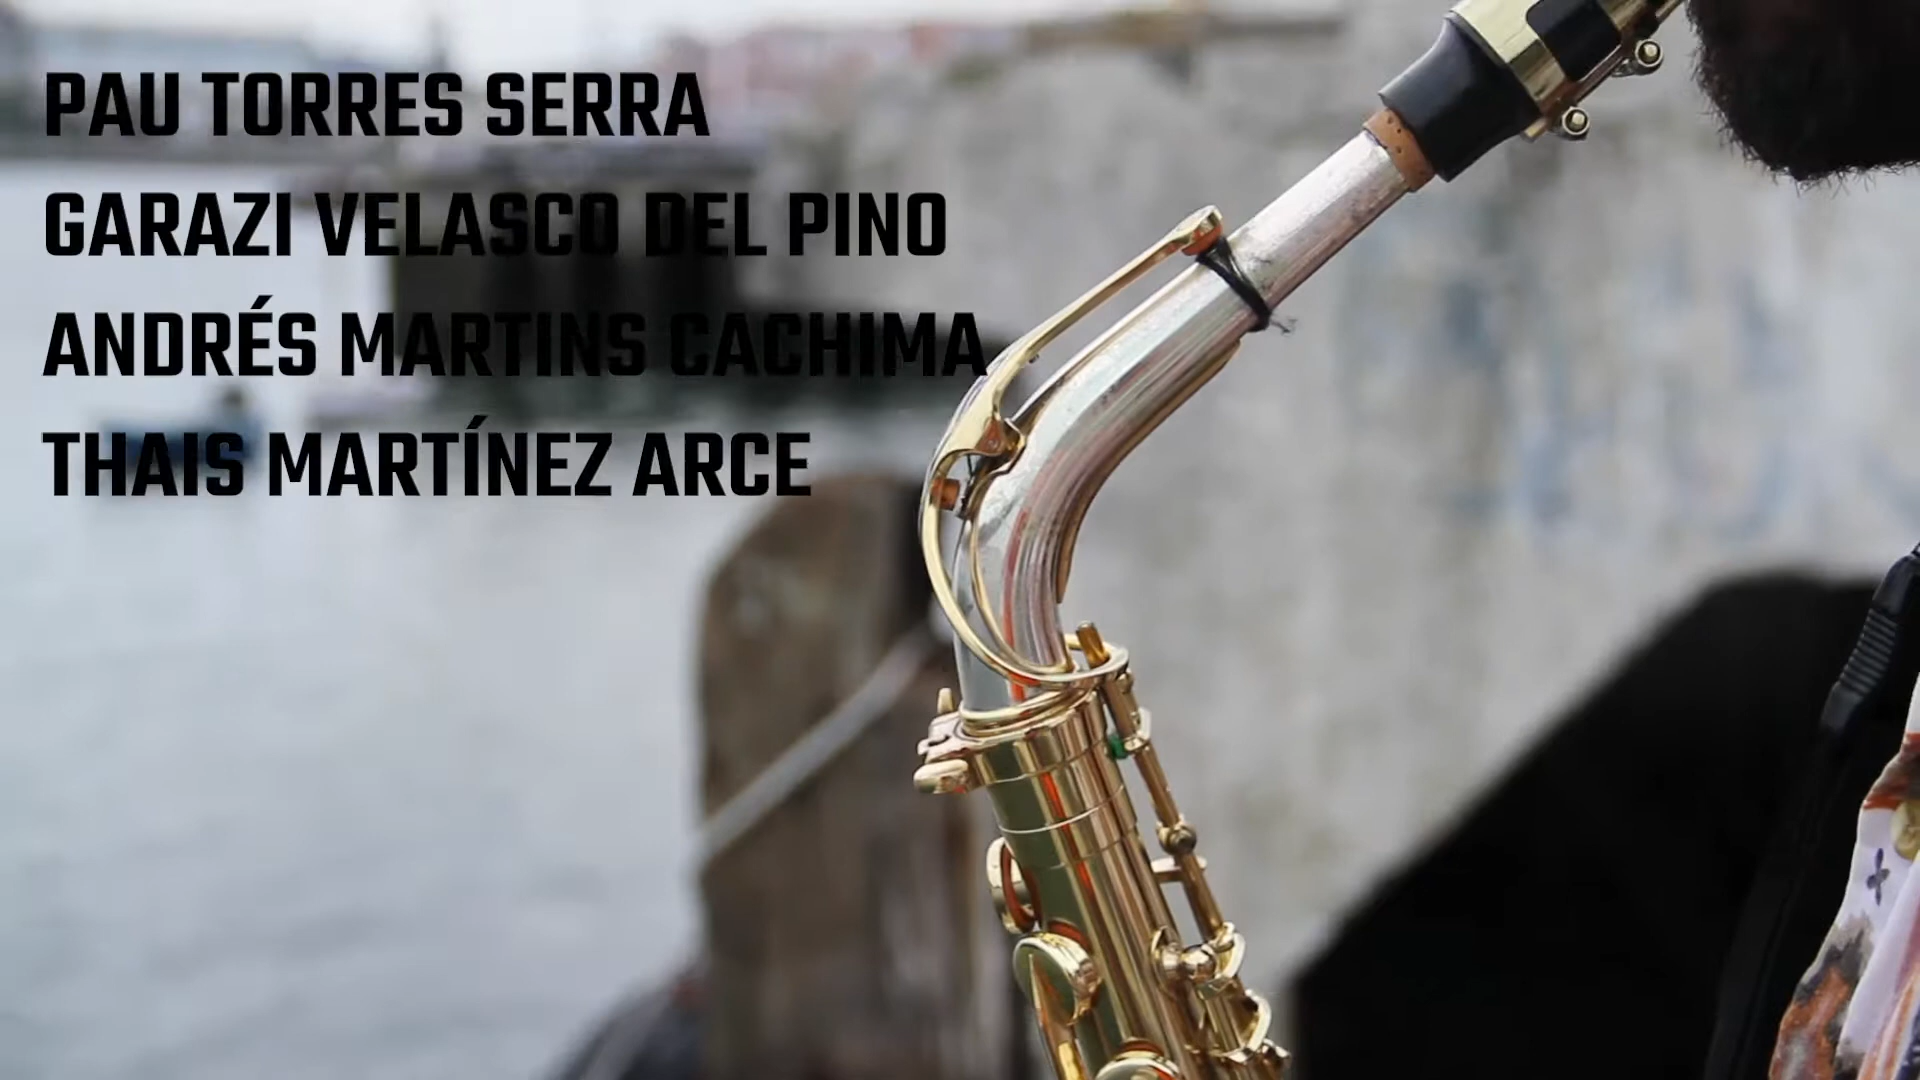 PAU TORRES SERRA
GARAZI VELASCO DEL PINO
ANDRÉS MARTINS CACHIMA
THAIS MARTÍNEZ ARCE